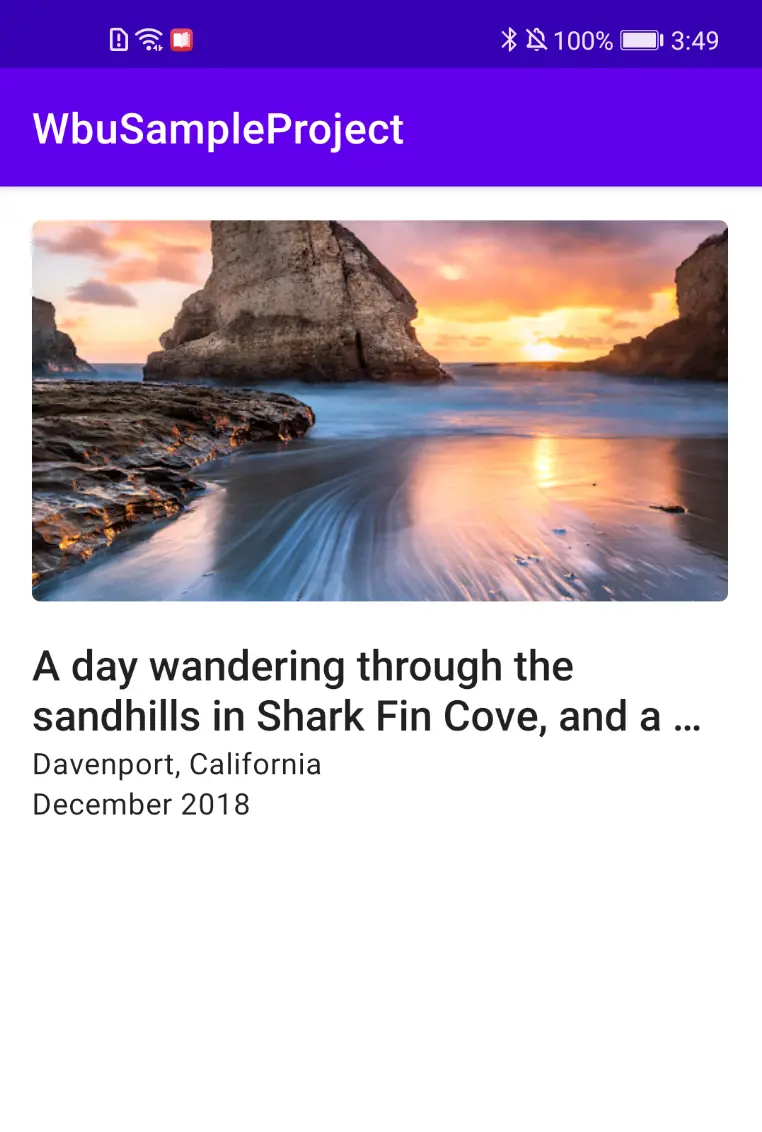 100% 3:49
WbuSampleProject
A day wandering through the
sandhills in Shark Fin Cove, and a …
Davenport, California
December 2018